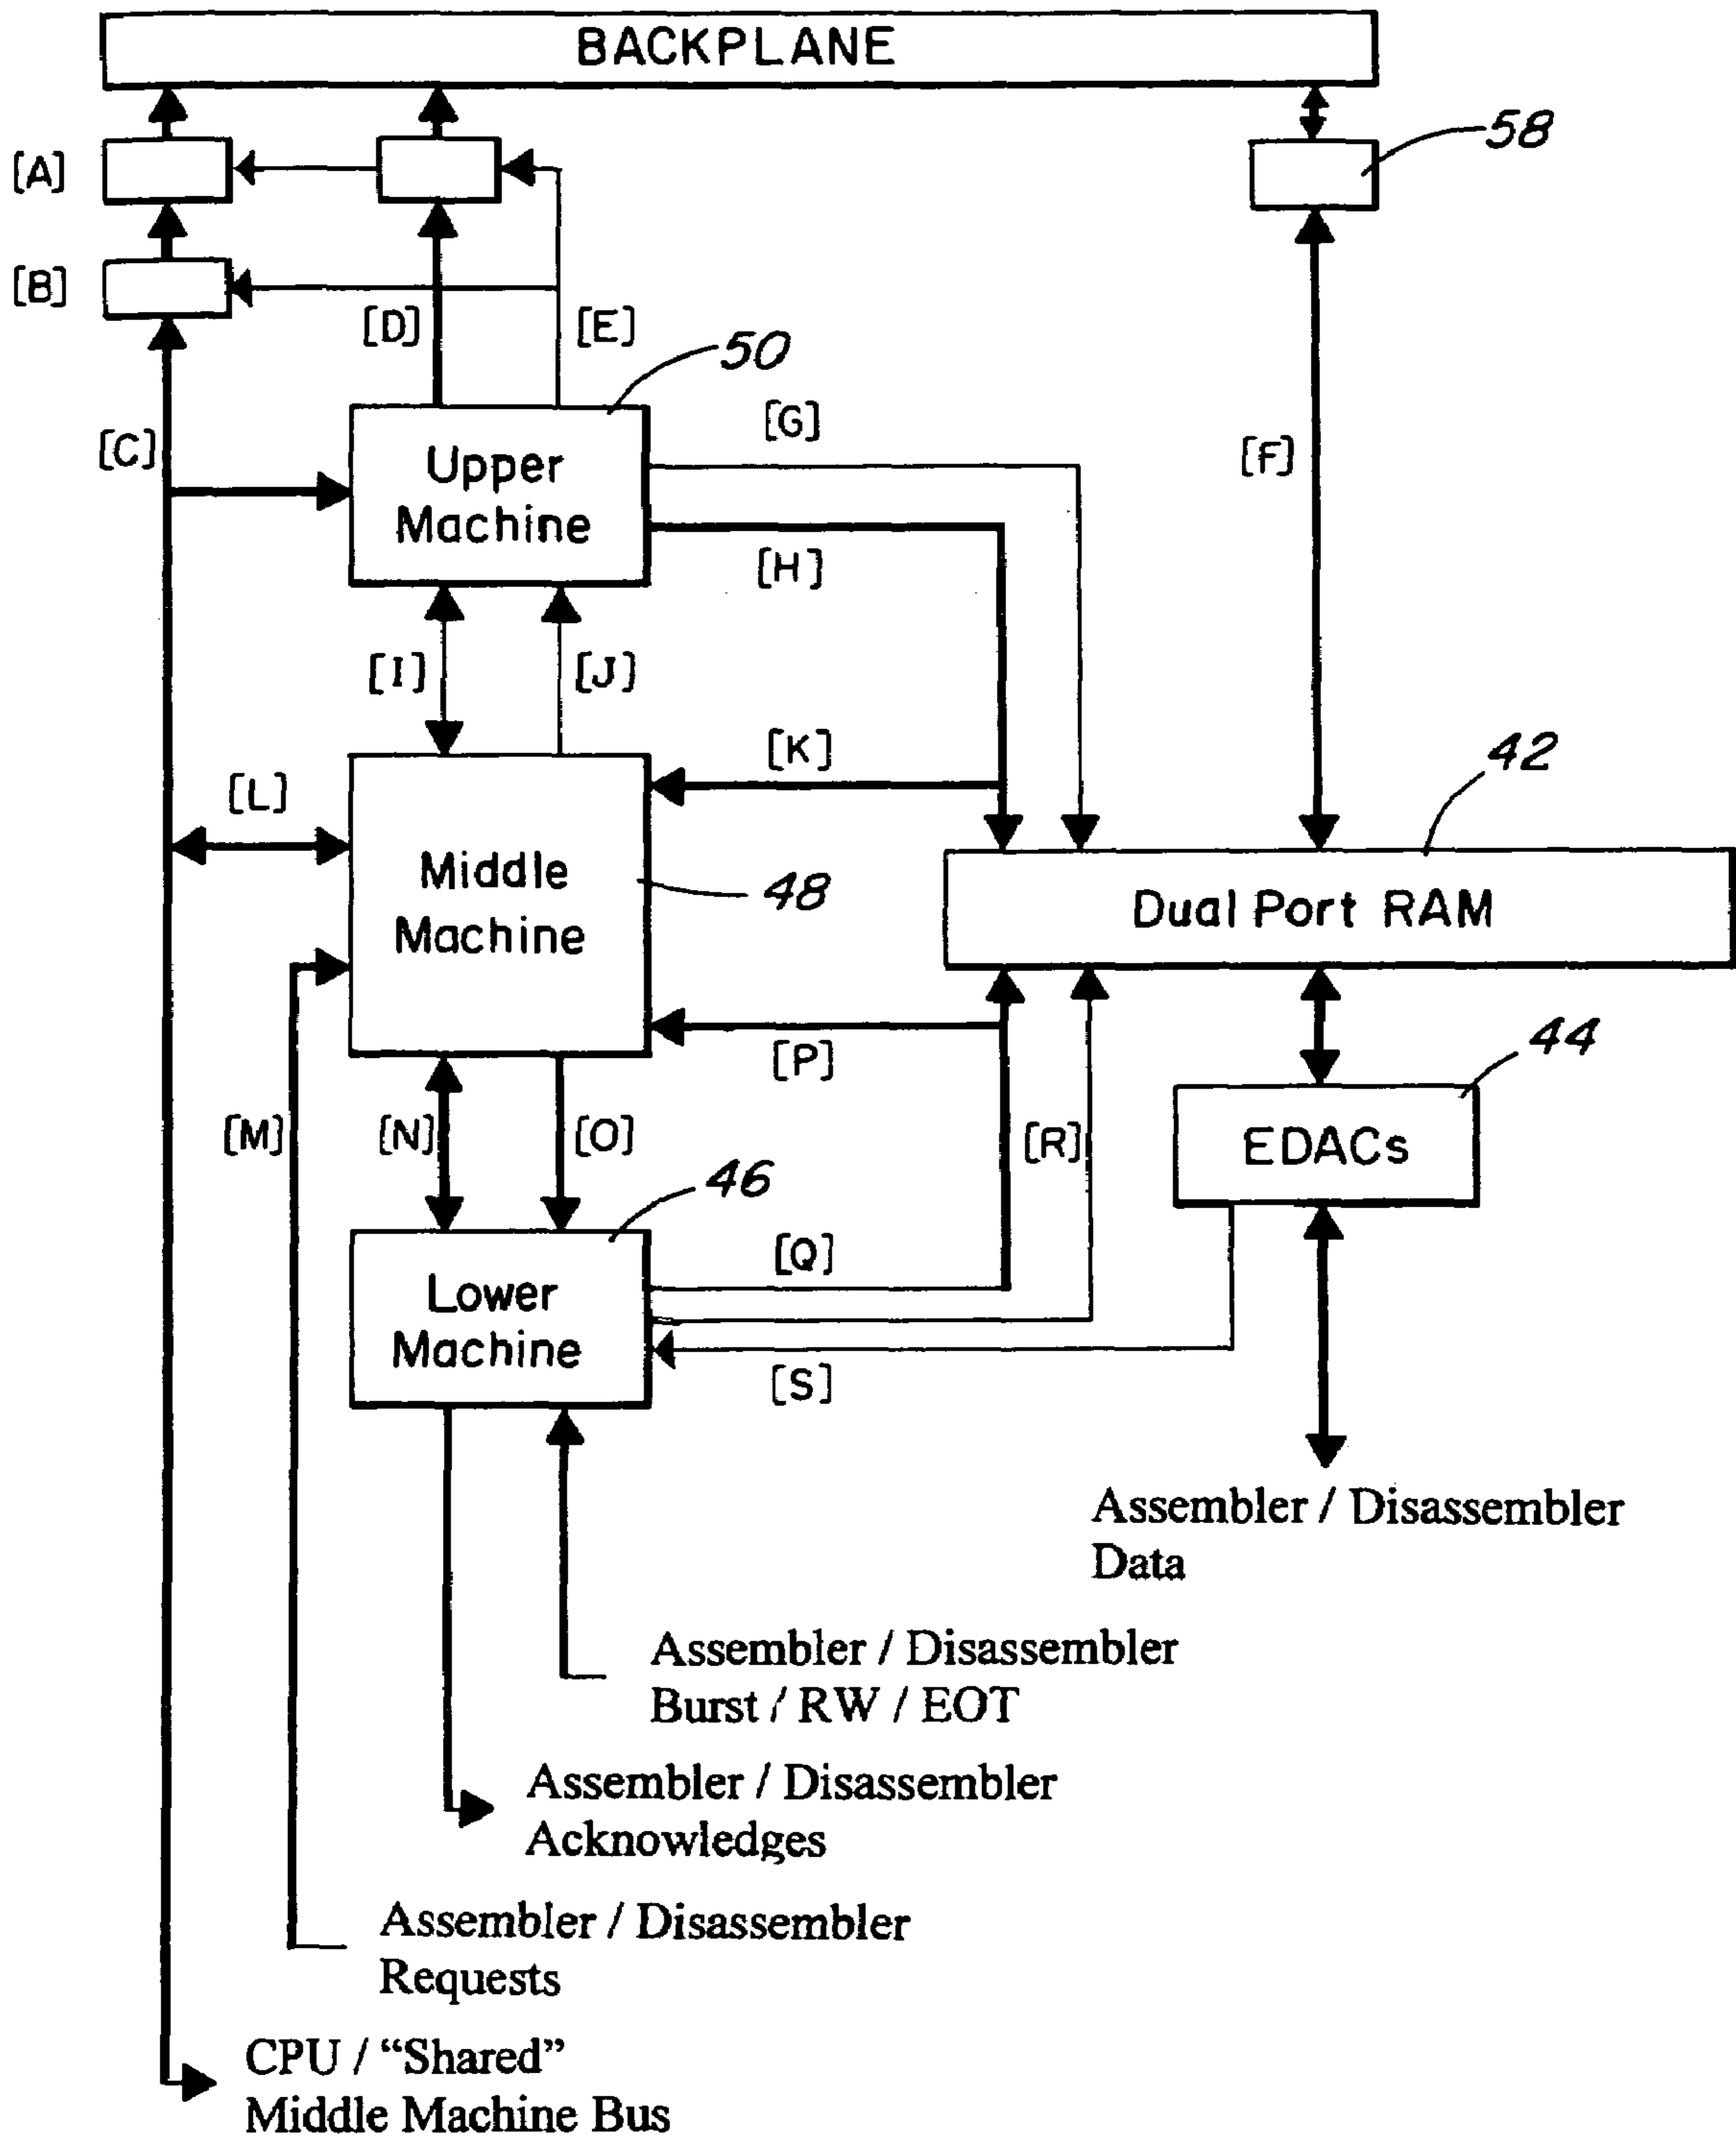 BACKPLANE
58
[A]
[B]
[D]
[E]
50
[G]
[C]
Upper
Machine
[F]
[H]
[I]
[J]
[K]
42
[L]
Middle
Machine
48
Dual Port RAM
[P]
44
[M]
[N]
[O]
[R]
EDACs
46
[Q]
Lower
Machine
[S]
Assembler / Disassembler
Data
Assembler / Disassembler
Burst / RW / EOT
Assembler / Disassembler
Acknowledges
Assembler / Disassembler
Requests
CPU / “Shared”
Middle Machine Bus